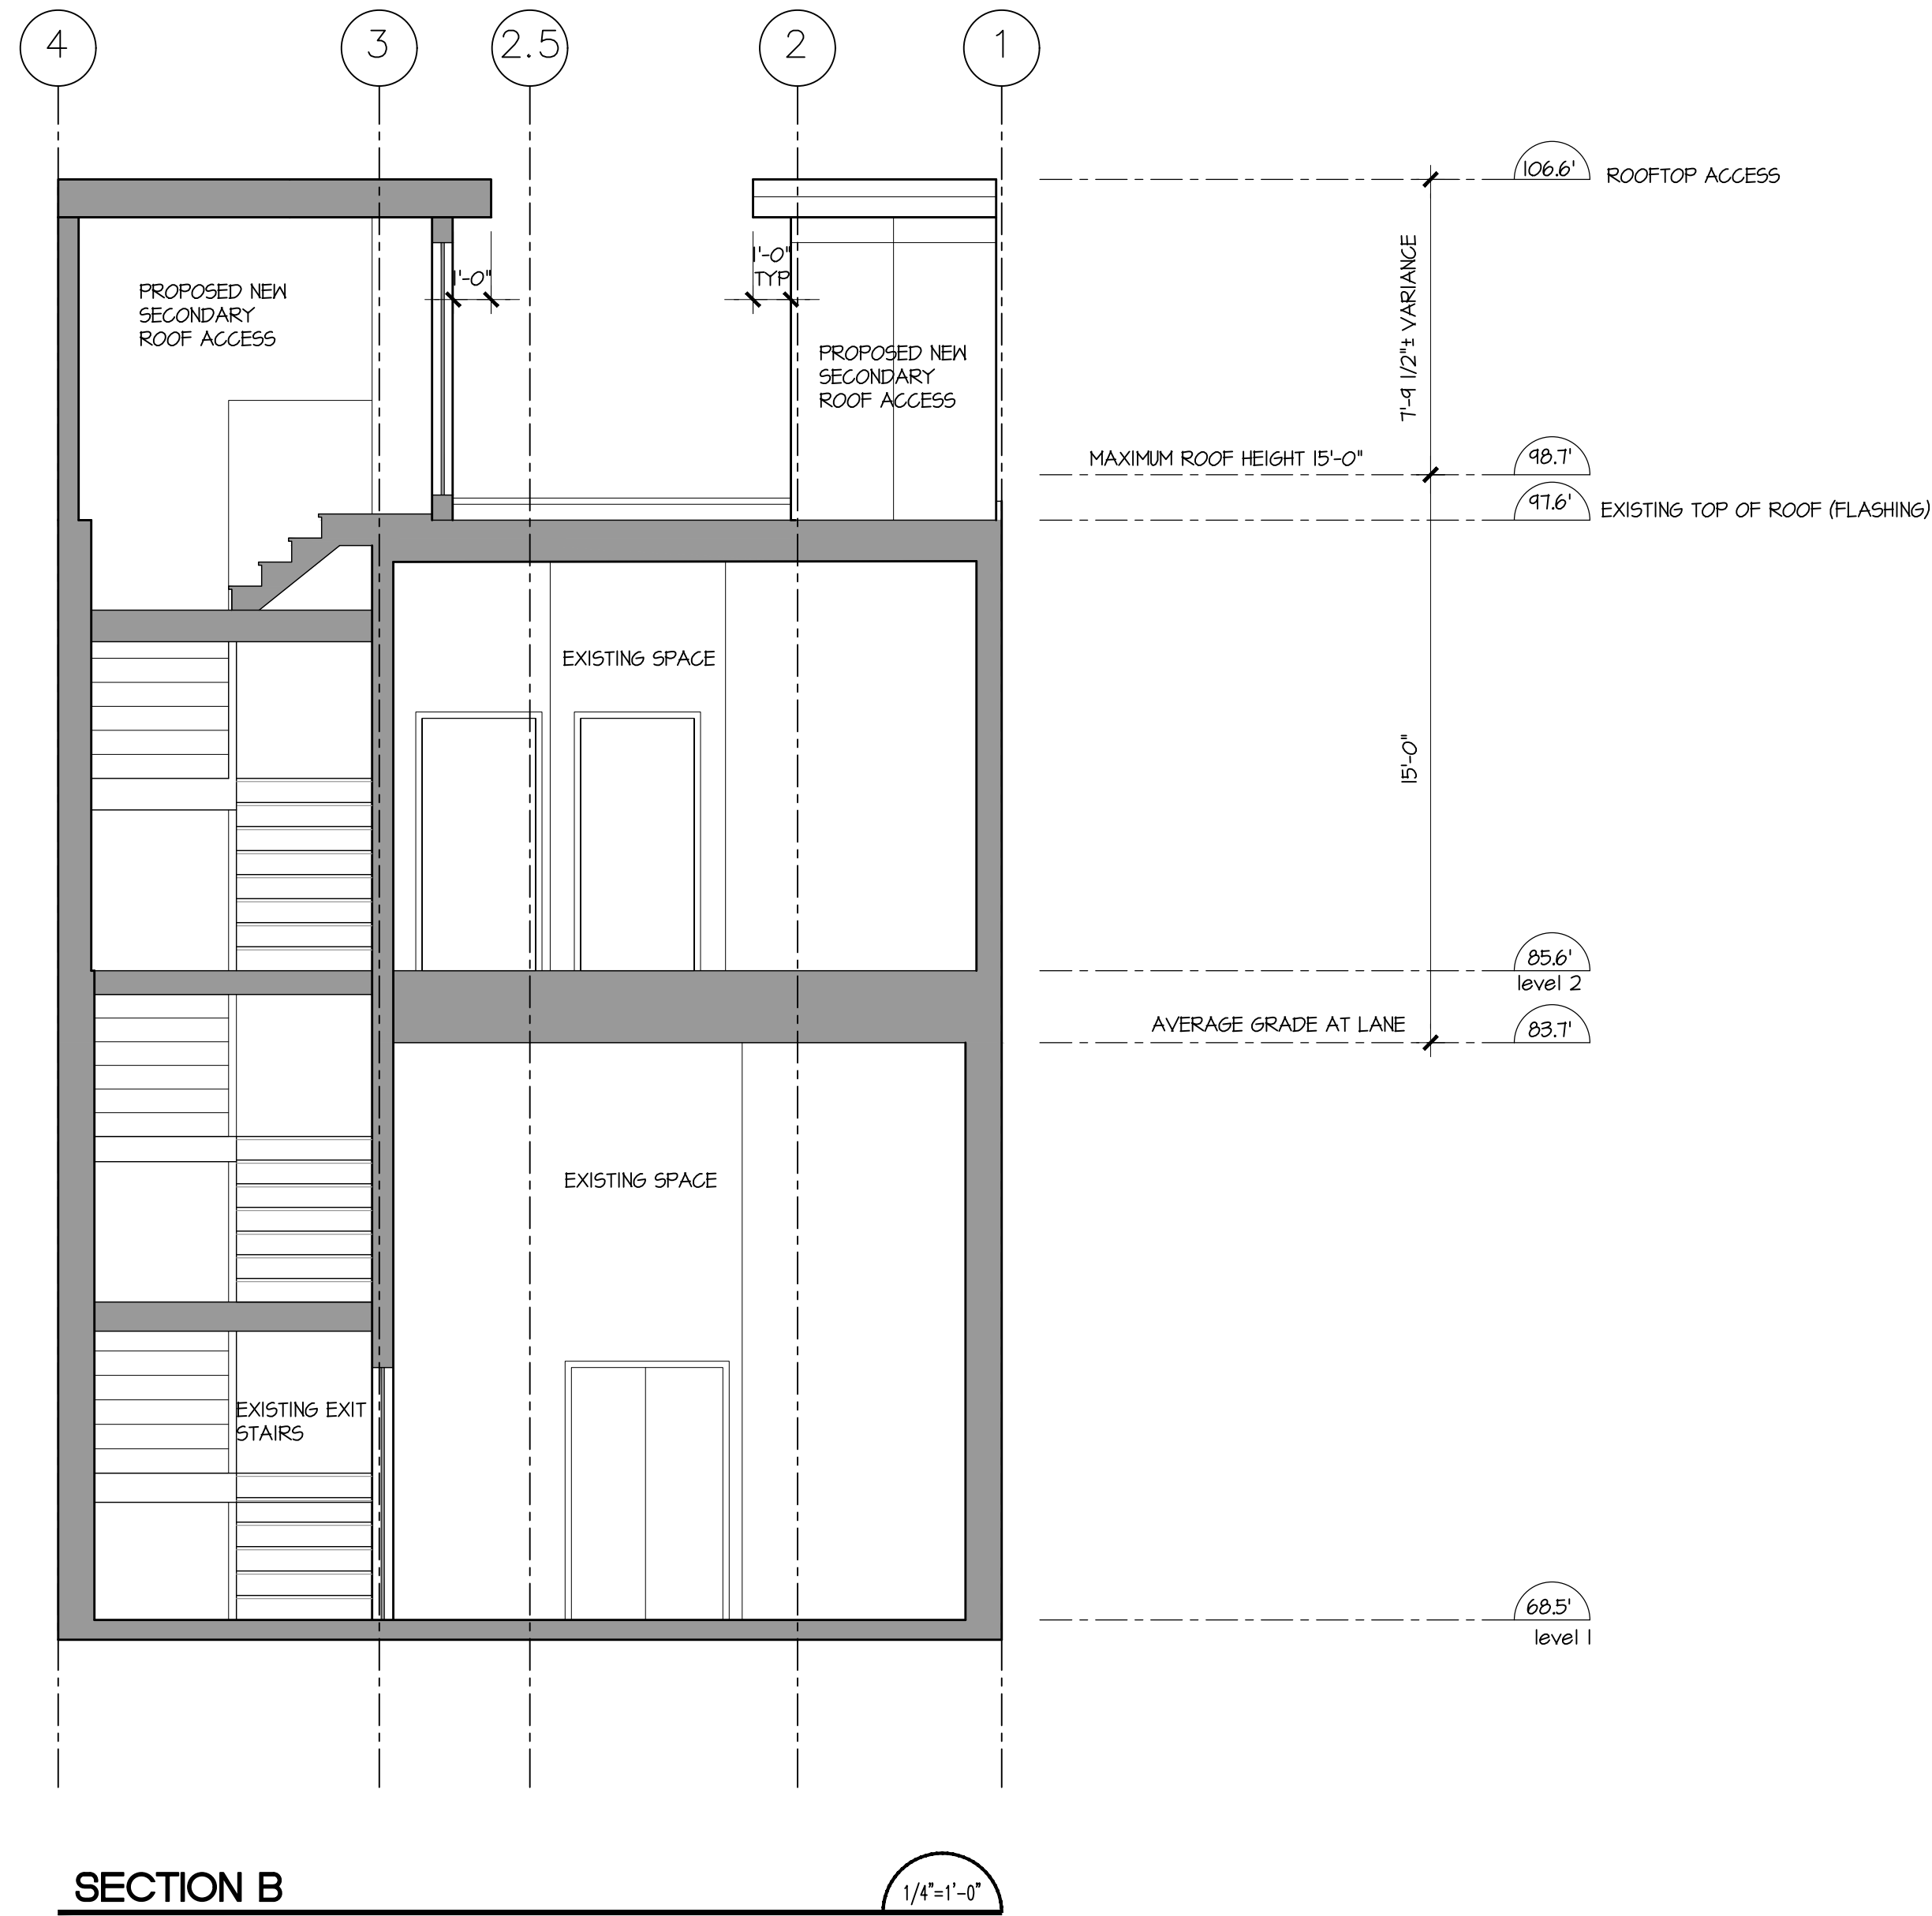 4 3 2.5 2 1
106.6' ROOFTOP ACCESS
1'-0"
TYP
1'-0"
PROPOSED NEW
SECONDARY
ROOF ACCESS
PROPOSED NEW
SECONDARY
ROOF ACCESS
7'-9 1/2"± VARIANCE
MAXIMUM ROOF HEIGHT 15'-0"
98.7'
97.6' EXISTING TOP OF ROOF (FLASHING)
EXISTING SPACE
15'-0"
85.6'
level 2
AVERAGE GRADE AT LANE
83.7'
EXISTING SPACE
EXISTING EXIT
STAIRS
68.5'
level 1
SECTION B
1/4"=1'-0"